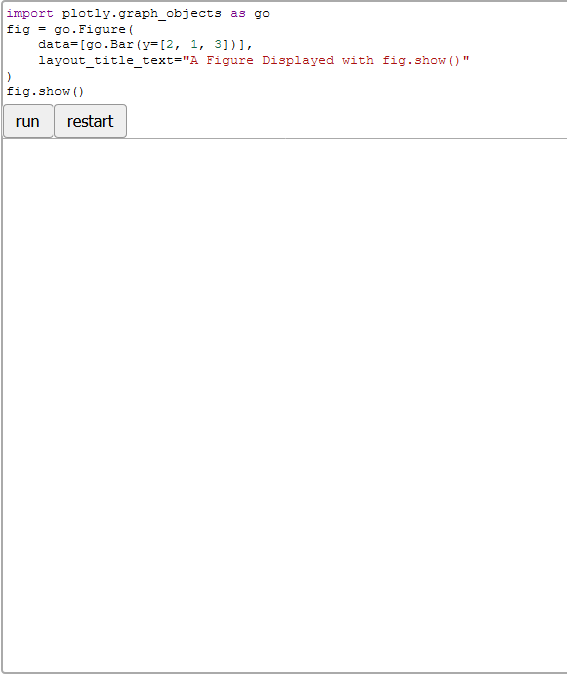 import plotly.graph_objects as go
fig = go.Figure(
    data=[go.Bar(y=[2, 1, 3])],
    layout_title_text="A Figure Displayed with fig.show()"
)
fig.show()
run restart